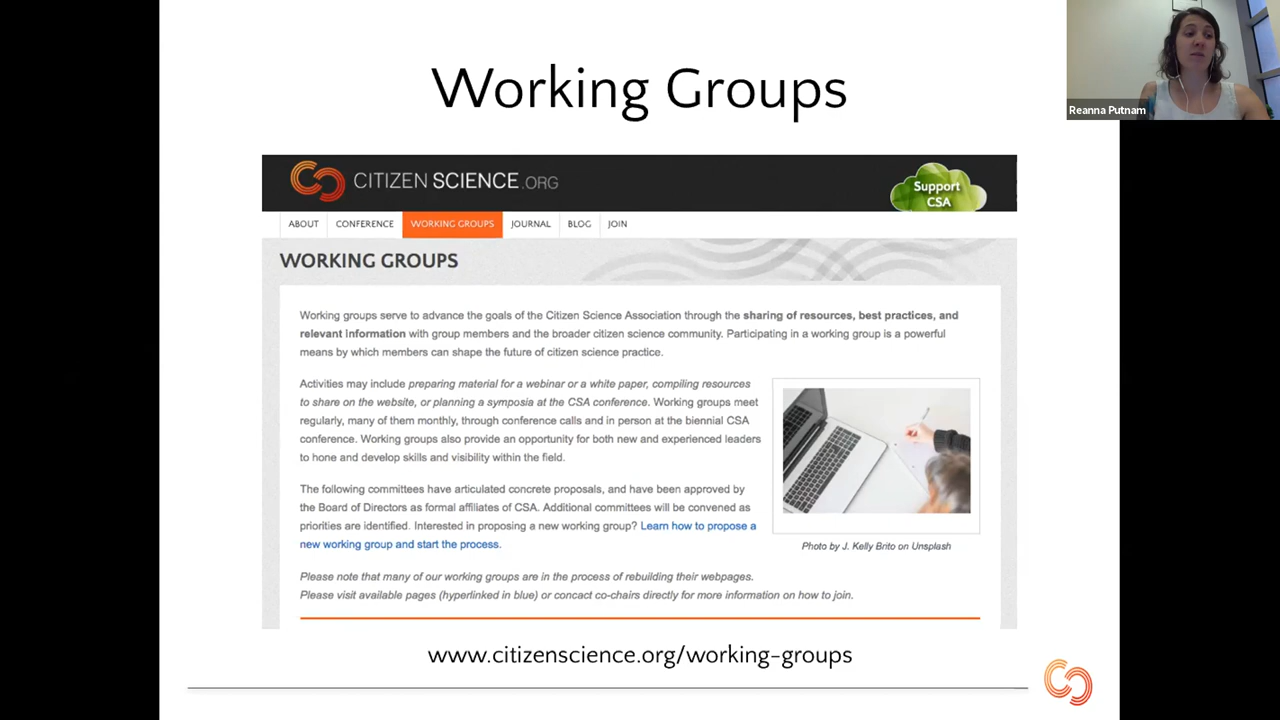 Working Groups
Reanna Putnam
CITIZEN SCIENCE.ORG
Support
CSA
ABOUT
CONFERENCE
WORKING GROUPS
JOURNAL
BLOG
JOIN
WORKING GROUPS
Working groups serve to advance the goals of the Citizen Science Association through the sharing of resources, best practices, and
relevant information with group members and the broader citizen science community. Participating in a working group is a powerful
means by which members can shape the future of citizen science practice.
Activities may include preparing material for a webinar or a white paper, compiling resources
to share on the website, or planning a symposia at the CSA conference. Working groups meet
regularly, many of them monthly, through conference calls and in person at the biennial CSA
conference. Working groups also provide an opportunity for both new and experienced leaders
to hone and develop skills and visibility within the field.
The following committees have articulated concrete proposals, and have been approved by
the Board of Directors as formal affiliates of CSA. Additional committees will be convened as
priorities are identified. Interested in proposing a new working group? Learn how to propose a
new working group and start the process.
Photo by J. Kelly Brito on Unsplash
Please note that many of our working groups are in the process of rebuilding their webpages.
Please visit available pages (hyperlinked in blue) or concact co-chairs directly for more information on how to join.
www.citizenscience.org/working-groups